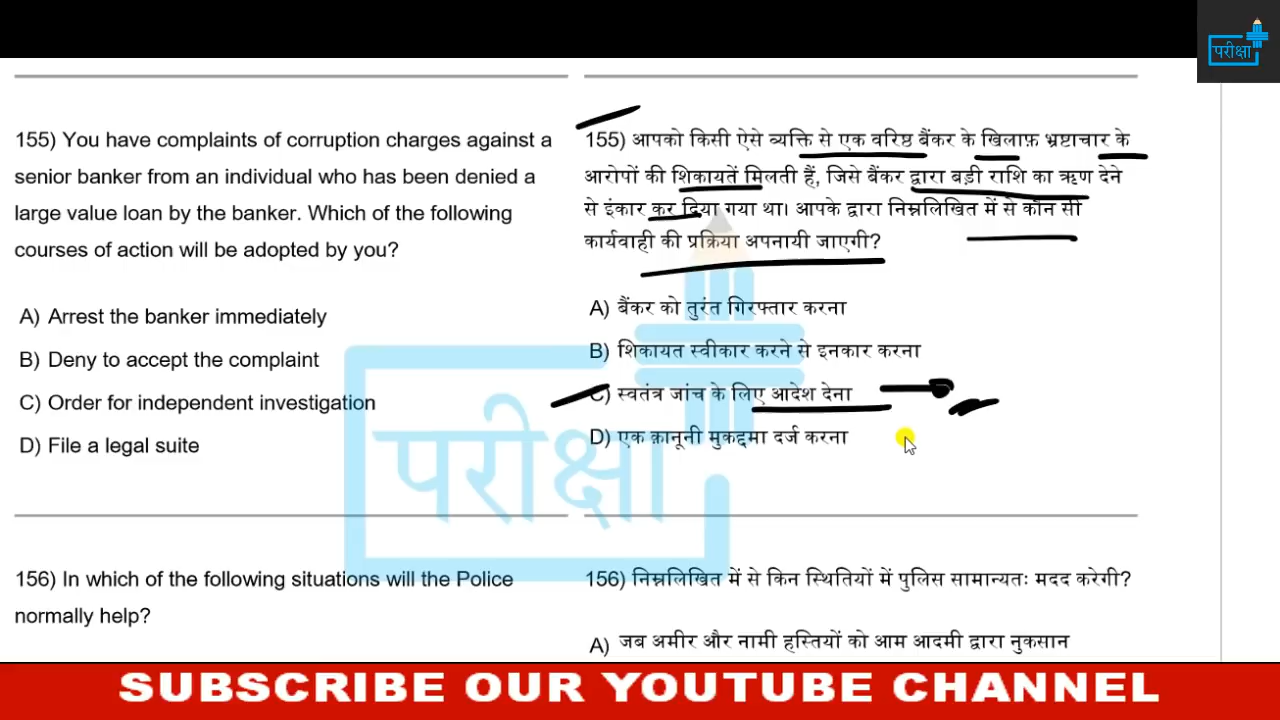 परीक्षा
155) You have complaints of corruption charges against a
senior banker from an individual who has been denied a
large value loan by the banker. Which of the following
courses of action will be adopted by you?
A) Arrest the banker immediately
B) Deny to accept the complaint
C) Order for independent investigation
D) File a legal suite
155) आपको किसी ऐसे व्यक्ति से एक वरिष्ठ बैंकर के खिलाफ़ भ्रष्टाचार के
आरोपों की शिकायतें मिलती हैं, जिसे बैंकर द्वारा बड़ी राशि का ऋण देने
से इंकार कर दिया गया था। आपके द्वारा निम्नलिखित में से कौन सी
कार्यवाही की प्रक्रिया अपनायी जाएगी?
A) बैंकर को तुरंत गिरफ्तार करना
B) शिकायत स्वीकार करने से इनकार करना
C) स्वतंत्र जांच के लिए आदेश देना
D) एक क़ानूनी मुकद्दमा दर्ज करना
परीक्षा
156) In which of the following situations will the Police
normally help?
156) निम्नलिखित में से किन स्थितियों में पुलिस सामान्यतः मदद करेगी?
A) जब अमीर और नामी हस्तियों को आम आदमी द्वारा नुकसान
SUBSCRIBE OUR YOUTUBE CHANNEL